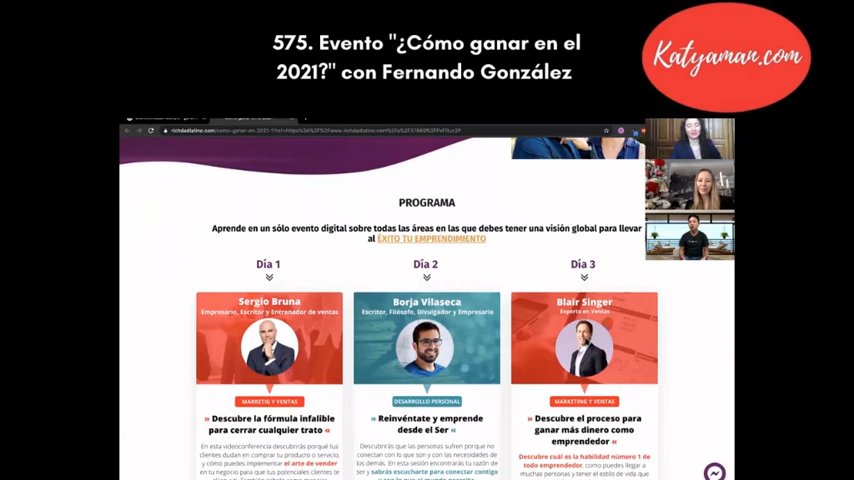 575. Evento "¿Cómo ganar en el
2021?" con Fernando González
Katyaman.com
PROGRAMA
Aprende en un sólo evento digital sobre todas las áreas en las que debes tener una visión global para llevar
al ÉXITO TU EMPRENDIMIENTO
Día 1
Día 2
Día 3
Sergio Bruna
Empresario, Escritor y Entrenador de ventas
MARKETIG Y VENTAS
» Descubre la fórmula infalible
para cerrar cualquier trato «
En esta videoconferencia descubrirás porqué tus
clientes dudan en comprar tu producto o servicio,
y cómo puedes implementar el arte de vender
en tu negocio para que tus potenciales clientes te
Borja Vilaseca
Escritor, Filósofo, Divulgador y Empresario
DESARROLLO PERSONAL
» Reinvéntate y emprende
desde el Ser «
Descubrirás que las personas sufren porque no
conectan con lo que son y con las necesidades de
los demás. En esta sesión encontrarás tu razón de
ser y sabrás escucharte para conectar contigo
Blair Singer
Experto en Ventas
MARKETING Y VENTAS
» Descubre el proceso para
ganar más dinero como
emprendedor «
Descubre cuál es la habilidad número 1 de
todo emprendedor, como puedes llegar a
muchas personas y tener el estilo de vida que